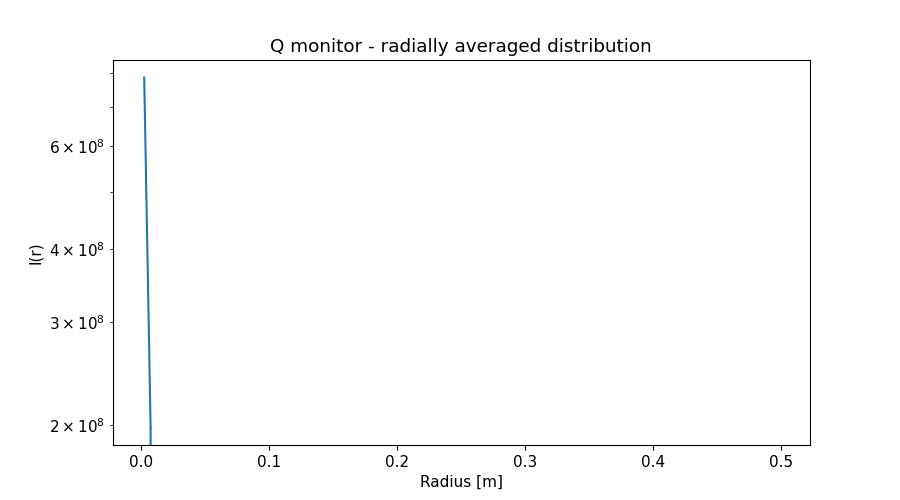 Q monitor - radially averaged distribution
I(r)
6 × 10⁸
4 × 10⁸
3 × 10⁸
2 × 10⁸
0.0 0.1 0.2 0.3 0.4 0.5
Radius [m]